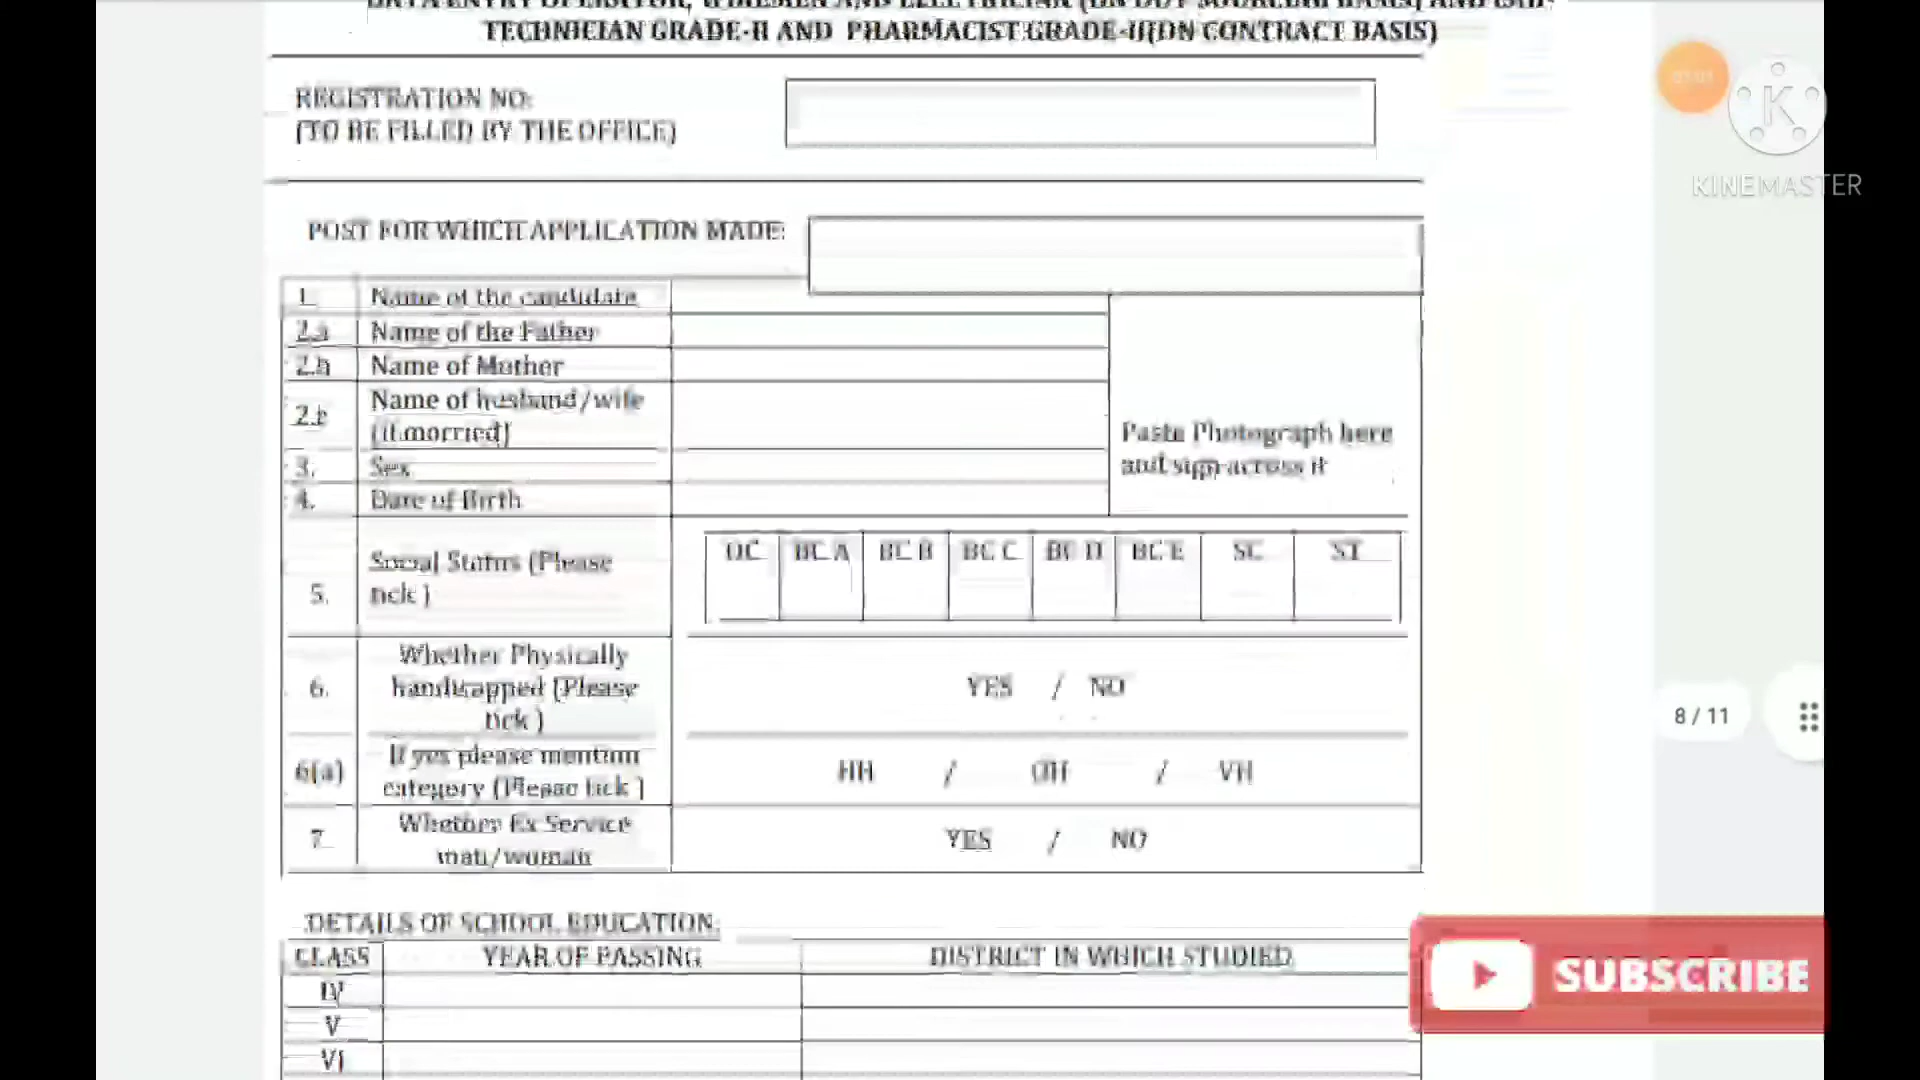 TECHNICIAN GRADE-II AND PHARMACIST GRADE-II(ON CONTRACT BASIS)
REGISTRATION NO:
(TO BE FILLED BY THE OFFICE)
KINEMASTER
POST FOR WHICH APPLICATION MADE:
1. Name of the candidate
2.a Name of the Father
2.b Name of Mother
Name of husband/wife
(if married)
Paste Photograph here
and sign across it
3. Sex
4. Date of Birth
OC BC A BC B BC C BC D BC E SC ST
5. Social Status (Please
tick )
Whether Physically
6. handicapped (Please YES / NO
tick )
8 / 11
6(a) If yes please mention
category (Please tick )
HH / OH / VH
7 Whether Ex Service
man/woman
YES / NO
DETAILS OF SCHOOL EDUCATION:
CLASS YEAR OF PASSING DISTRICT IN WHICH STUDIED
IV
V
VI
SUBSCRIBE